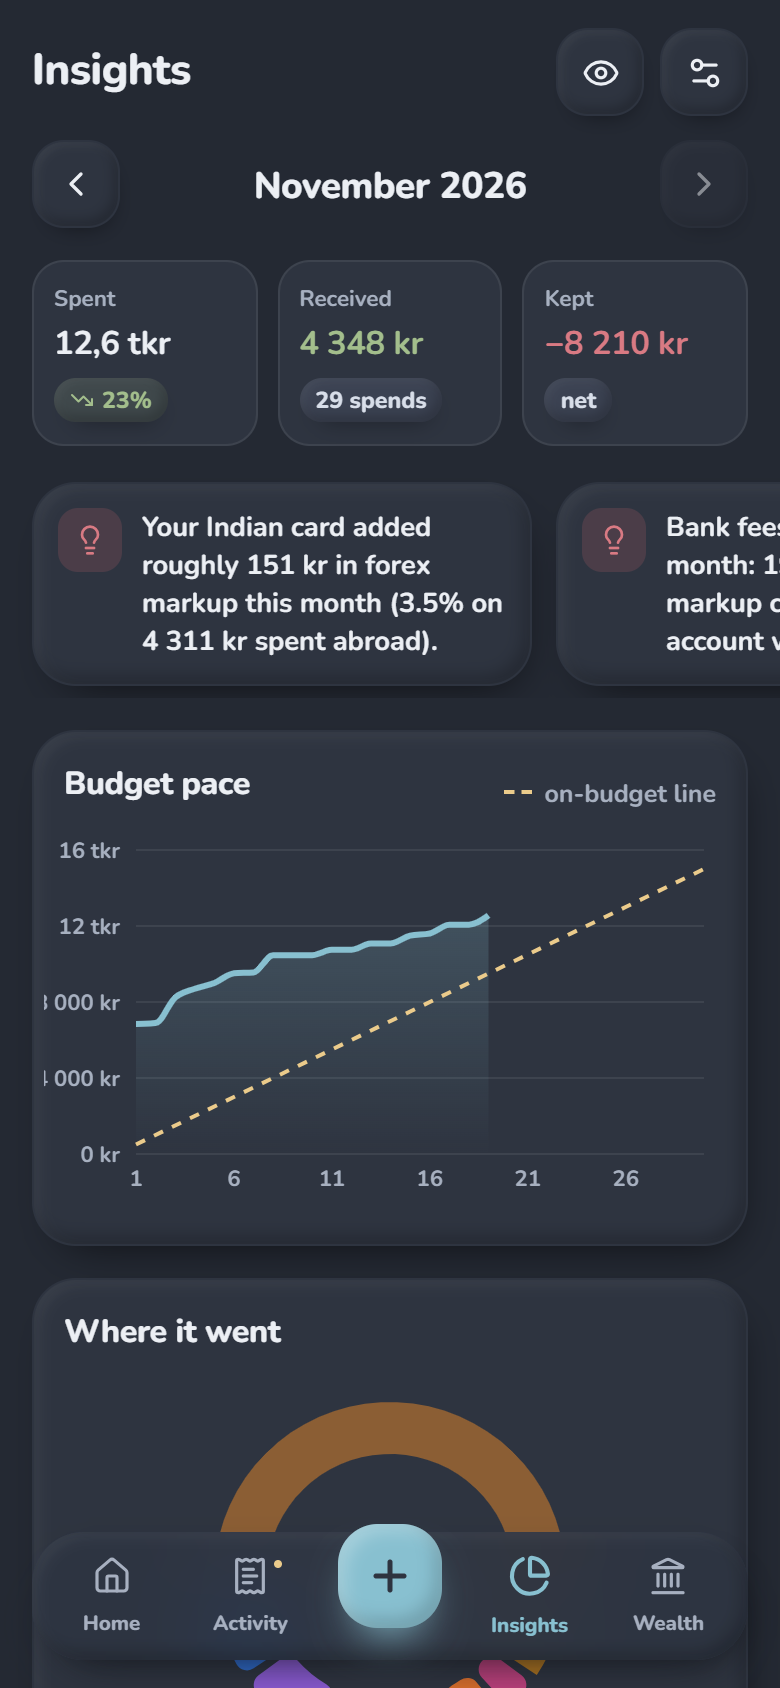 Insights
November 2026
Spent
12,6 tkr
23%
Received
4 348 kr
29 spends
Kept
−8 210 kr
net
Your Indian card added
roughly 151 kr in forex
markup this month (3.5% on
4 311 kr spent abroad).
Bank fees
month:
markup
account
Budget pace
on-budget line
16 tkr
12 tkr
000 kr
000 kr
0 kr
1 6 11 16 21 26
Where it went
Home
Activity
Insights
Wealth